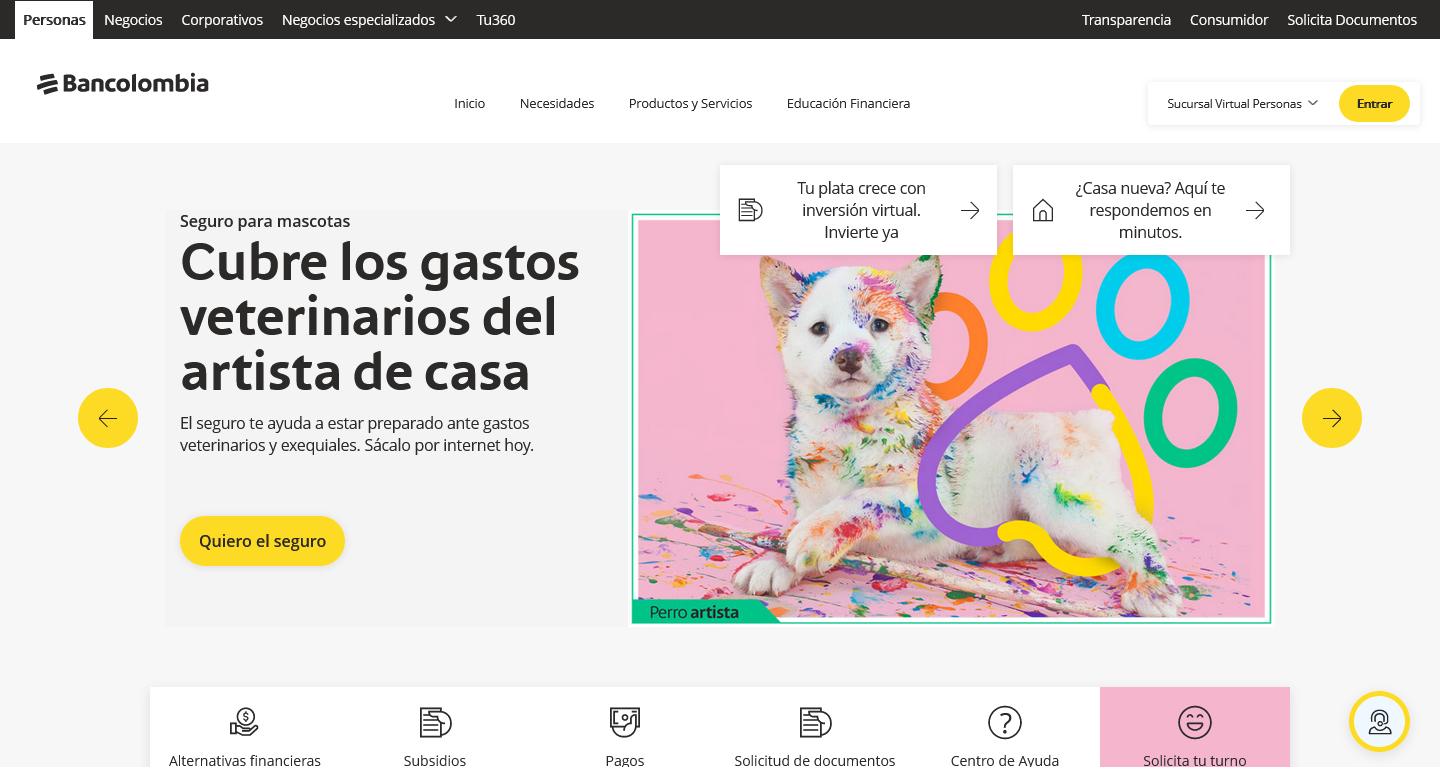 Personas Negocios Corporativos Negocios especializados Tu360 Transparencia Consumidor Solicita Documentos
Bancolombia
Inicio Necesidades Productos y Servicios Educación Financiera
Sucursal Virtual Personas Entrar
Tu plata crece con
inversión virtual.
Invierte ya
¿Casa nueva? Aquí te
respondemos en
minutos.
Seguro para mascotas
Cubre los gastos
veterinarios del
artista de casa
El seguro te ayuda a estar preparado ante gastos
veterinarios y exequiales. Sácalo por internet hoy.
Quiero el seguro
Perro artista
Alternativas financieras Subsidios Pagos Solicitud de documentos Centro de Ayuda Solicita tu turno